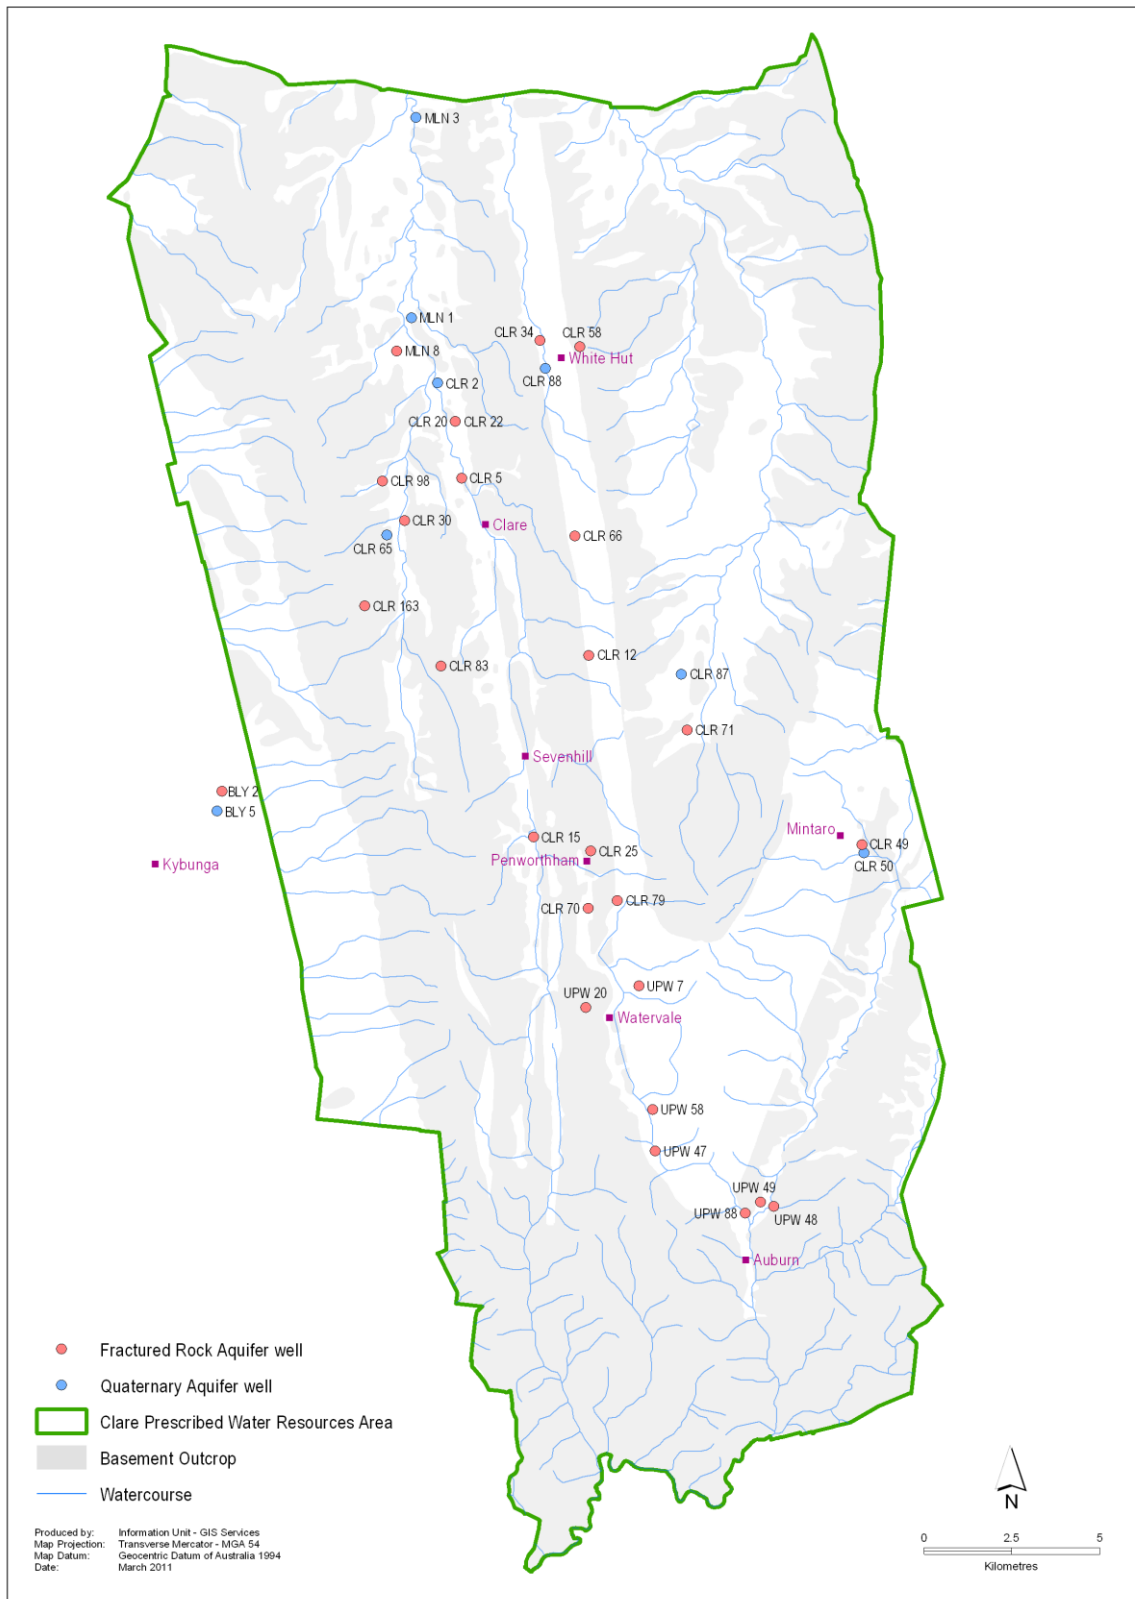 MLN 3
MLN 1
CLR 34
CLR 58
MLN 8
White Hut
CLR 88
CLR 2
CLR 20
CLR 22
CLR 98
CLR 5
CLR 30
Clare
CLR 65
CLR 66
CLR 163
CLR 12
CLR 83
CLR 87
CLR 71
Sevenhill
BLY 2
BLY 5
Mintaro
CLR 15
CLR 49
CLR 25
Penworthham
Kybunga
CLR 50
CLR 79
CLR 70
UPW 7
UPW 20
Watervale
UPW 58
UPW 47
UPW 49
UPW 88
UPW 48
Auburn
Fractured Rock Aquifer well
Quaternary Aquifer well
Clare Prescribed Water Resources Area
Basement Outcrop
Watercourse
N
Produced by: Information Unit - GIS Services
Map Projection: Transverse Mercator - MGA 54
Map Datum: Geocentric Datum of Australia 1994
Date: March 2011
0 2.5 5
Kilometres